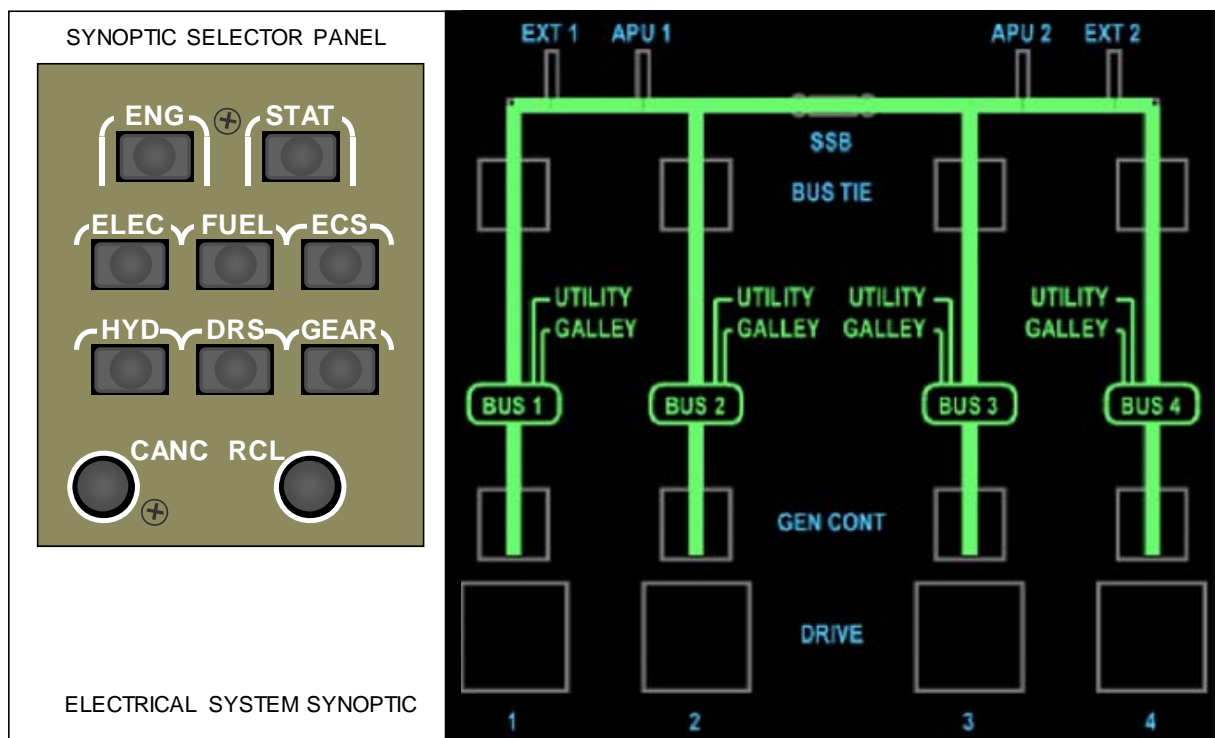 SYNOPTIC SELECTOR PANEL
ENG STAT
ELEC FUEL ECS
HYD DRS GEAR
CANC RCL
ELECTRICAL SYSTEM SYNOPTIC
EXT 1 APU 1 APU 2 EXT 2
SSB
BUS TIE
UTILITY UTILITY UTILITY UTILITY
GALLEY GALLEY GALLEY GALLEY
BUS 1 BUS 2 BUS 3 BUS 4
GEN CONT
DRIVE
1 2 3 4